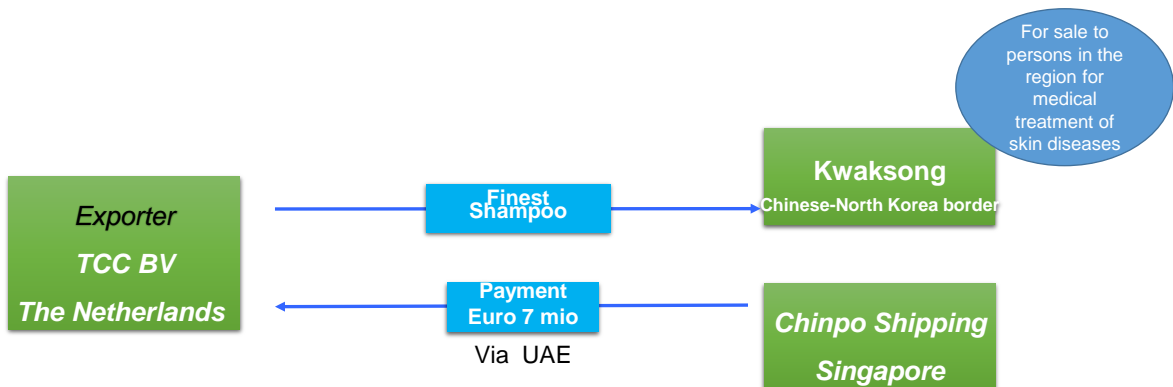 For sale to
persons in the
region for
medical
treatment of
skin diseases
Kwaksong
Chinese-North Korea border
Finest
Shampoo
Exporter
TCC BV
The Netherlands
Payment
Euro 7 mio
Via UAE
Chinpo Shipping
Singapore